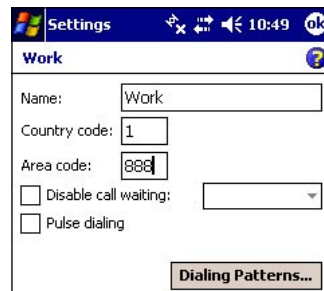 Settings 10:49 ok
Work
Name: Work
Country code: 1
Area code: 888
Disable call waiting:
Pulse dialing
Dialing Patterns...